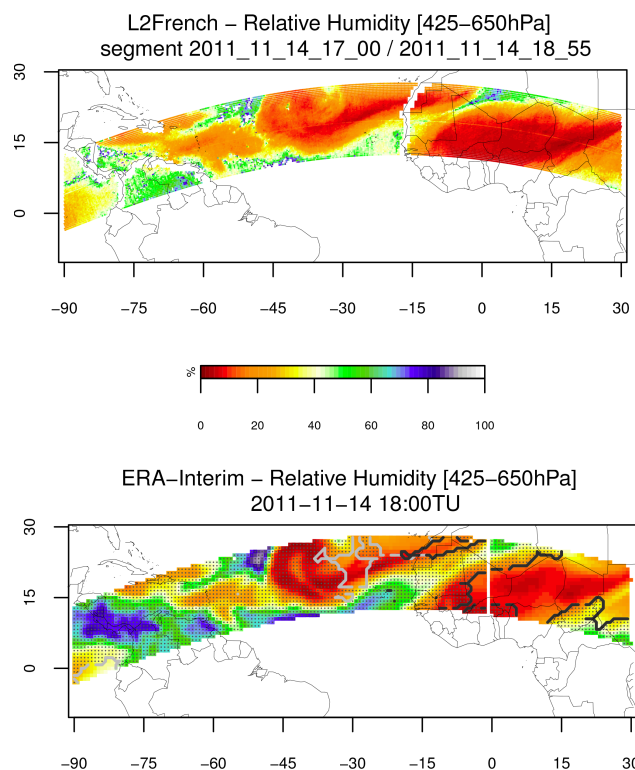 L2French − Relative Humidity [425−650hPa]
segment 2011_11_14_17_00 / 2011_11_14_18_55
30
15
0
−90 −75 −60 −45 −30 −15 0 15 30
%
0 20 40 60 80 100
ERA−Interim − Relative Humidity [425−650hPa]
2011−11−14 18:00TU
30
15
0
−90 −75 −60 −45 −30 −15 0 15 30